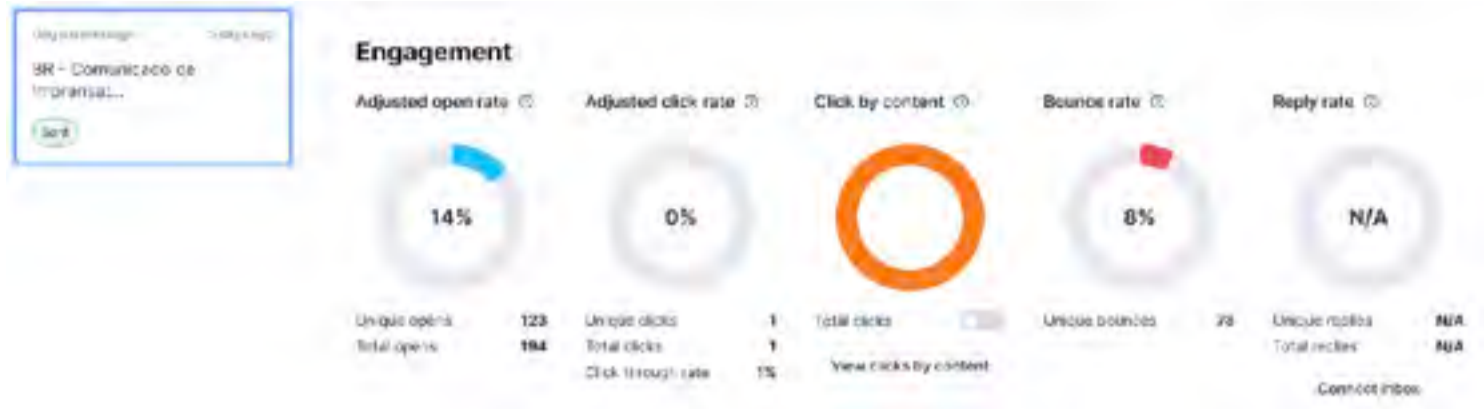 BR - Comunicado de
Imprensa:...
Sent
Engagement
Adjusted open rate
14%
Unique opens 123
Total opens 194
Adjusted click rate
0%
Unique clicks 1
Total clicks 1
Click through rate 1%
Click by content
Total clicks
View clicks by content
Bounce rate
8%
Unique bounces 78
Reply rate
N/A
Unique replies N/A
Total replies N/A
Connect inbox